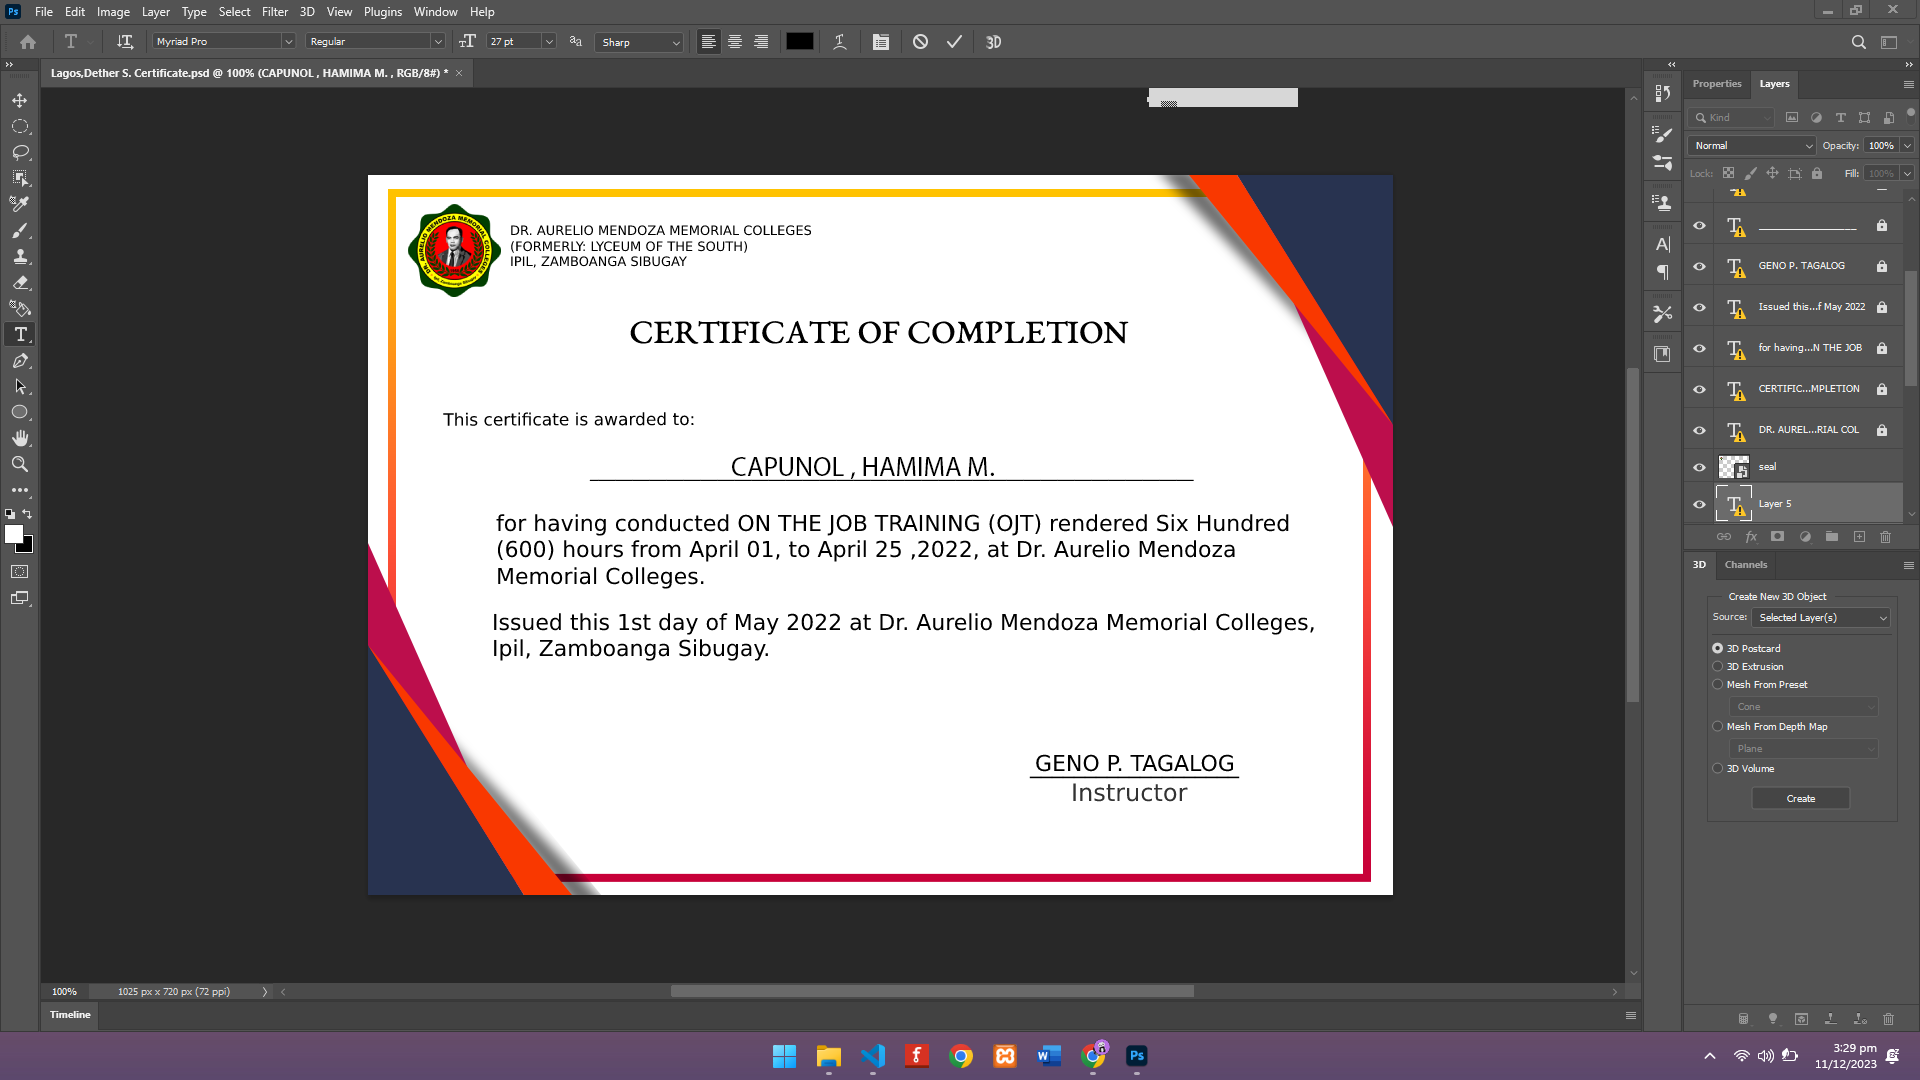 Ps File Edit Image Layer Type Select Filter 3D View Plugins Window Help
Myriad Pro Regular 27 pt Sharp 3D
Lagos,Dether S. Certificate.psd @ 100% (CAPUNOL , HAMIMA M. , RGB/8#) *
DR. AURELIO MENDOZA MEMORIAL COLLEGES
DR. AURELIO MENDOZA MEMORIAL COLLEGES
(FORMERLY: LYCEUM OF THE SOUTH)
IPIL, ZAMBOANGA SIBUGAY
CERTIFICATE OF COMPLETION
This certificate is awarded to:
CAPUNOL , HAMIMA M.
for having conducted ON THE JOB TRAINING (OJT) rendered Six Hundred
(600) hours from April 01, to April 25 ,2022, at Dr. Aurelio Mendoza
Memorial Colleges.
Issued this 1st day of May 2022 at Dr. Aurelio Mendoza Memorial Colleges,
Ipil, Zamboanga Sibugay.
GENO P. TAGALOG
Instructor
Properties Layers
Kind
Normal Opacity: 100%
Lock: Fill: 100%
GENO P. TAGALOG
Issued this...f May 2022
for having...N THE JOB
CERTIFIC...MPLETION
DR. AUREL...RIAL COL
seal
Layer 5
3D Channels
Create New 3D Object
Source: Selected Layer(s)
3D Postcard
3D Extrusion
Mesh From Preset
Cone
Mesh From Depth Map
Plane
3D Volume
Create
100% 1025 px x 720 px (72 ppi)
Timeline
3:29 pm
11/12/2023